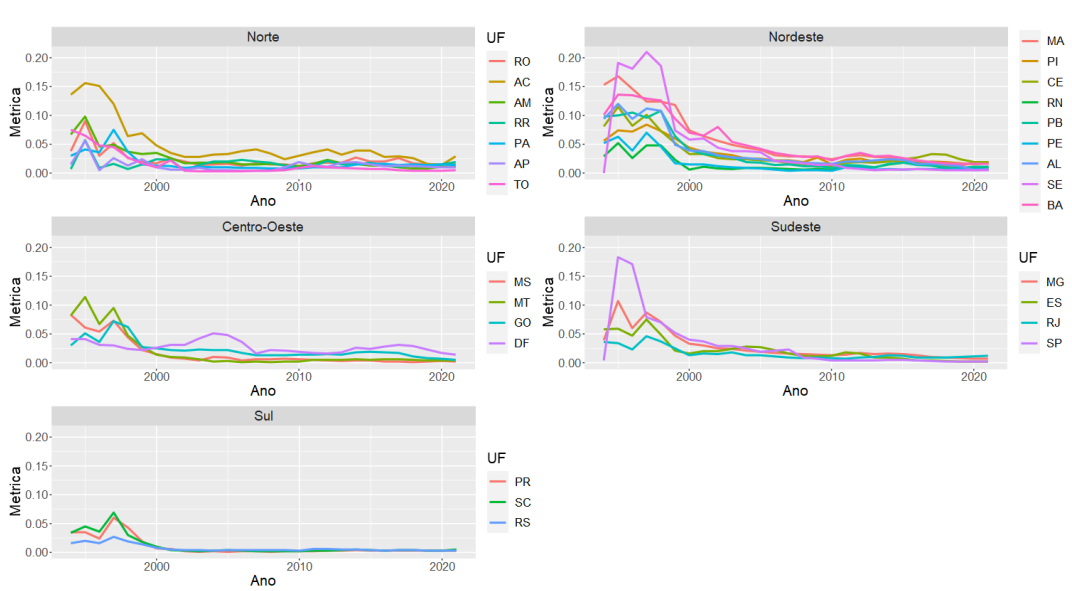 Norte
Metrica
0.20
0.15
0.10
0.05
0.00
2000
2010
2020
Ano
UF
RO
AC
AM
RR
PA
AP
TO
Nordeste
Metrica
0.20
0.15
0.10
0.05
0.00
2000
2010
2020
Ano
MA
PI
CE
RN
PB
PE
AL
SE
BA
Centro-Oeste
Metrica
0.20
0.15
0.10
0.05
0.00
2000
2010
2020
Ano
UF
MS
MT
GO
DF
Sudeste
Metrica
0.20
0.15
0.10
0.05
0.00
2000
2010
2020
Ano
UF
MG
ES
RJ
SP
Sul
Metrica
0.20
0.15
0.10
0.05
0.00
2000
2010
2020
Ano
UF
PR
SC
RS